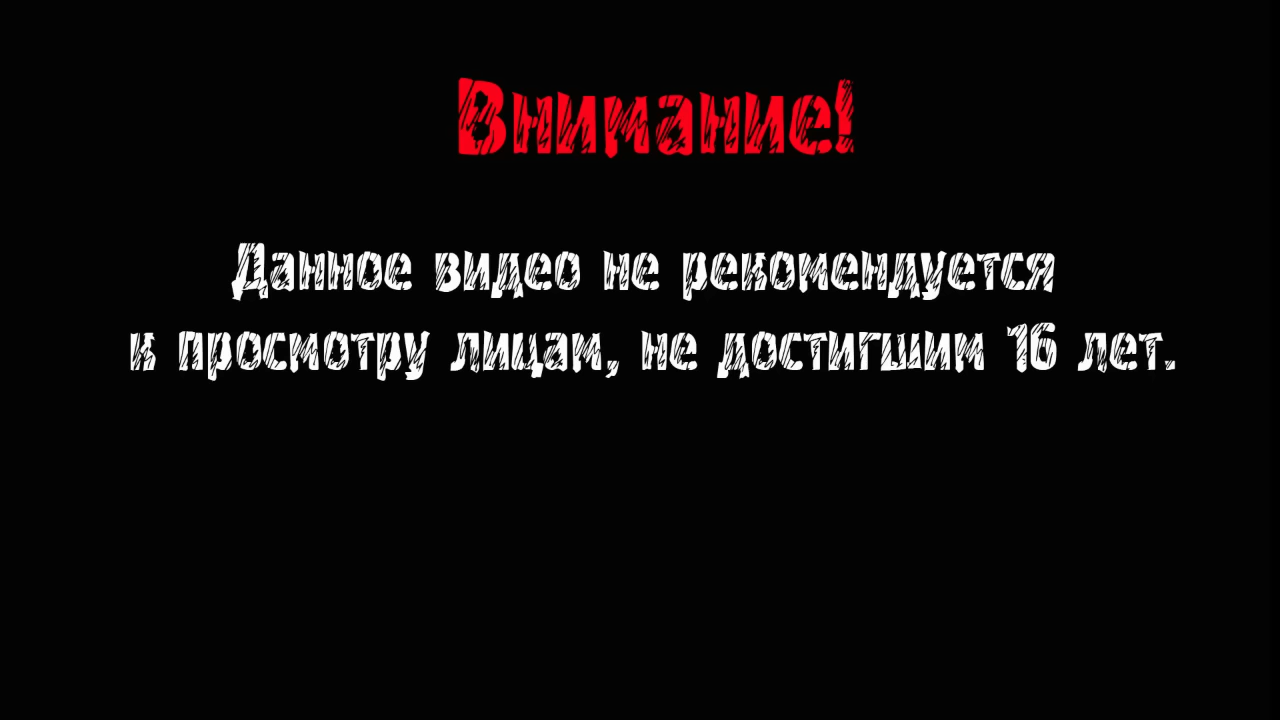 Внимание!
Данное видео не рекомендуется
к просмотру лицам, не достигшим 16 лет.